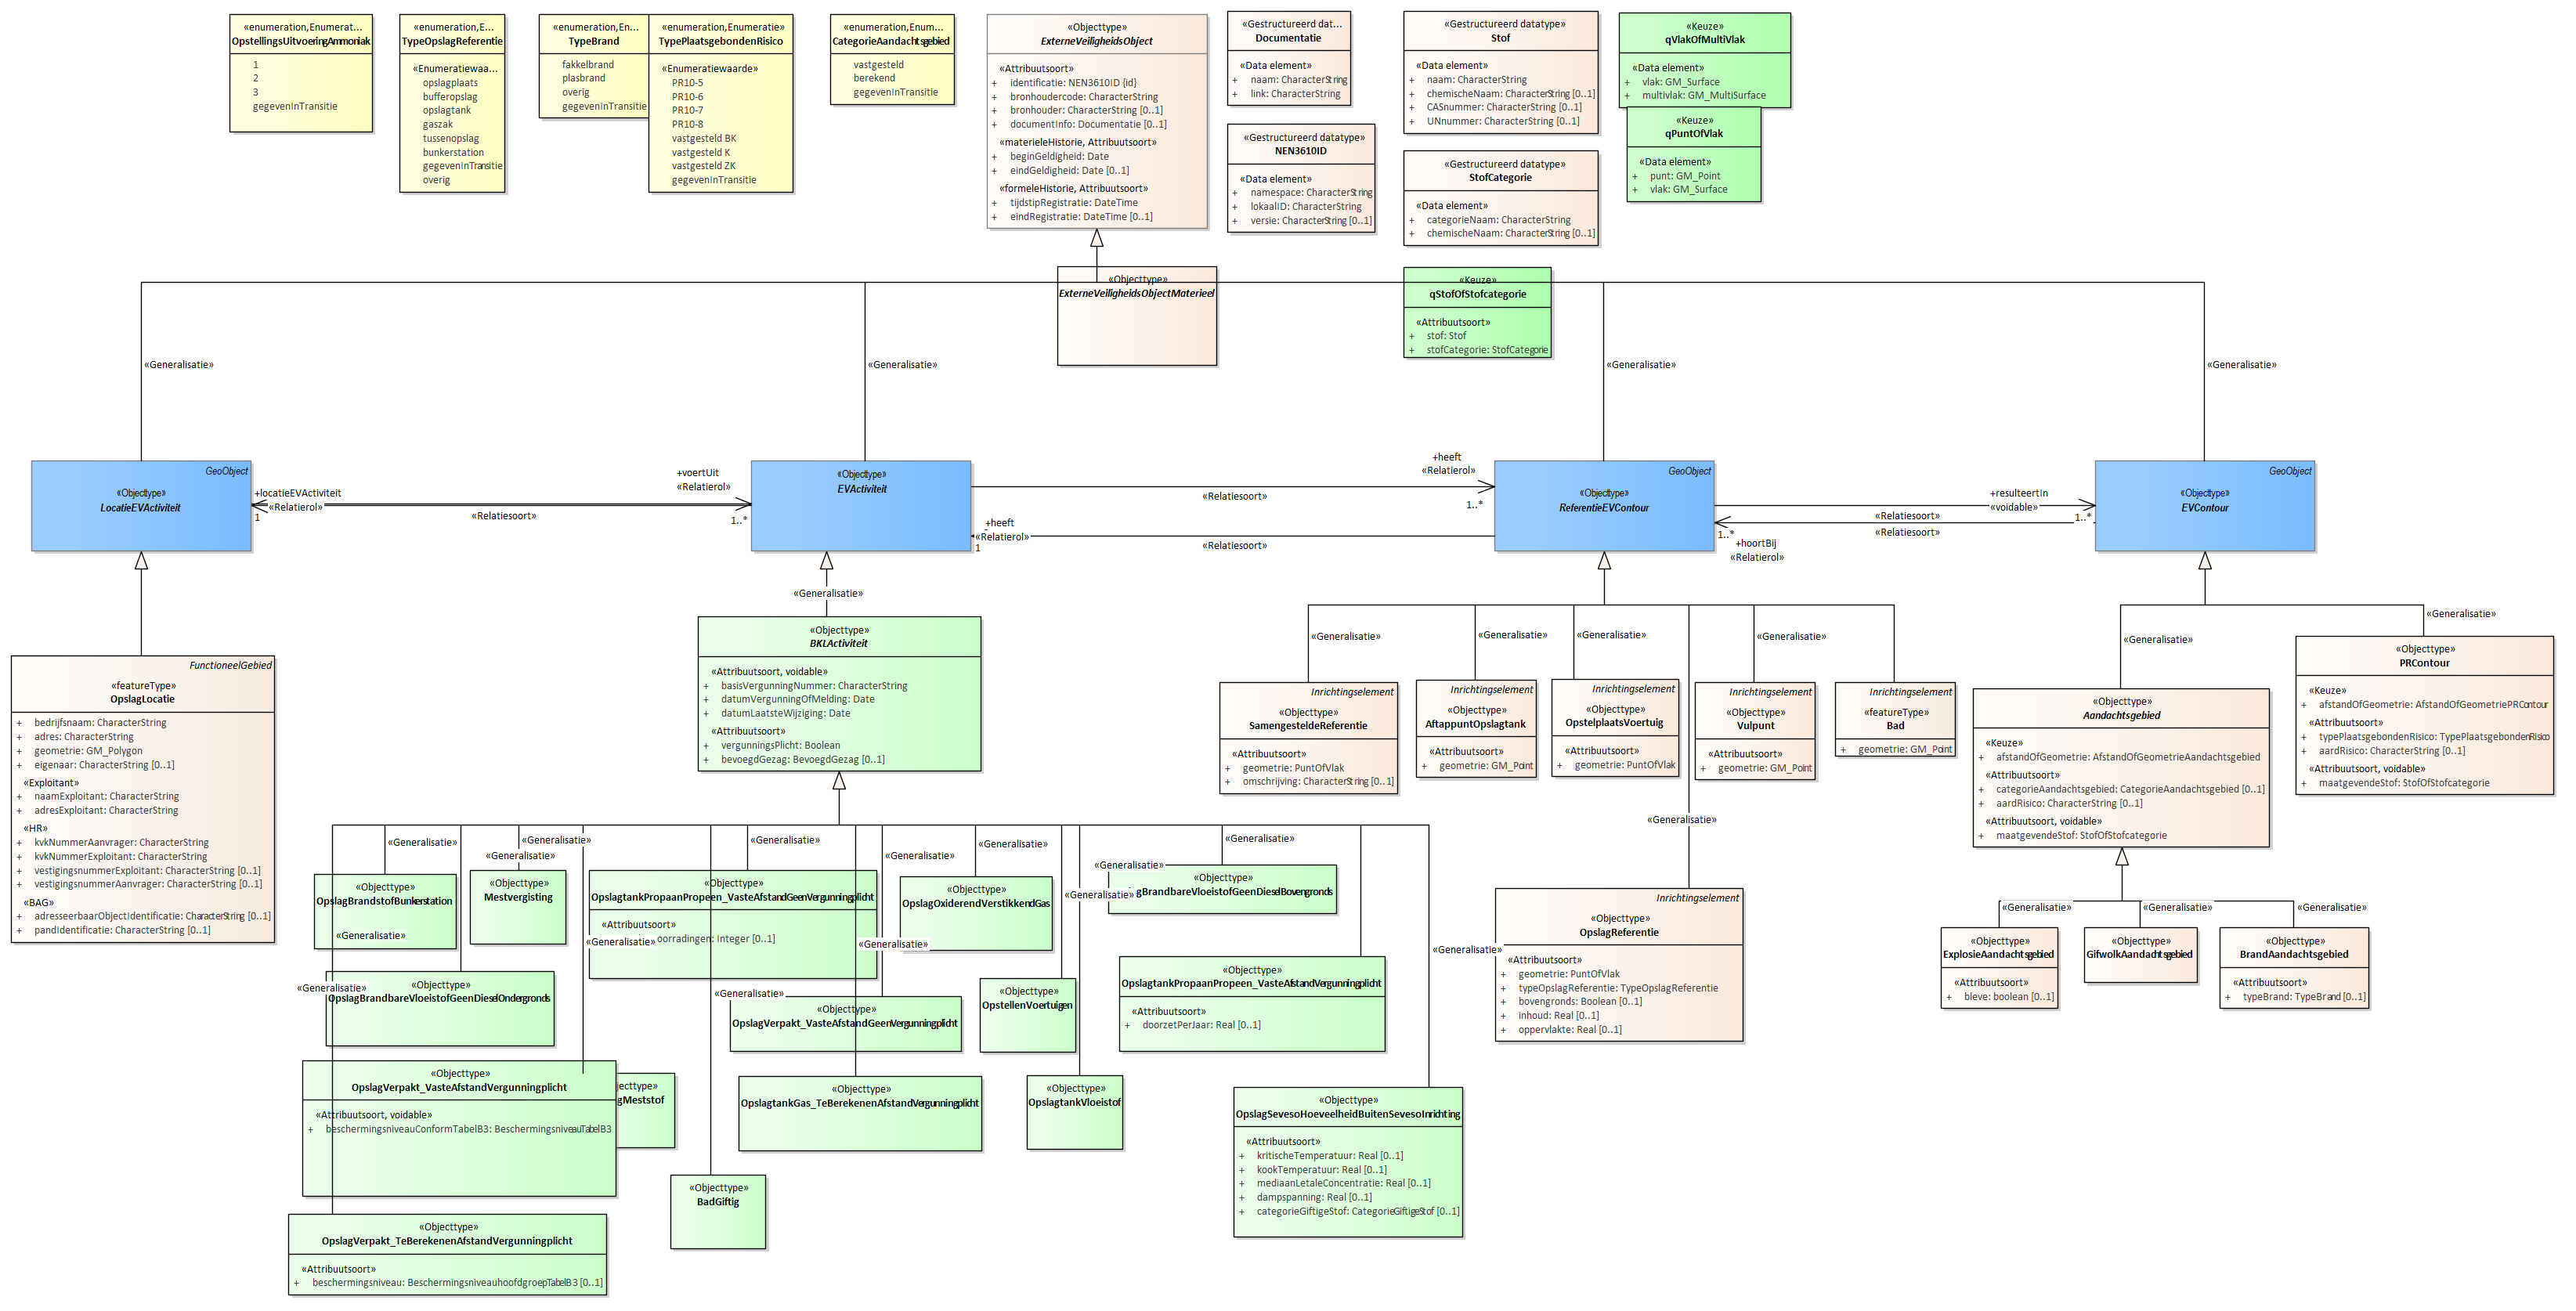 «enumeration,Enumerat...
OpstellingsUitvoeringAmmoniak
1
2
3
gegevenInTransitie
«enumeration,E...
TypeOpslagReferentie
«Enumeratiewaa...
opslagplaats
bufferopslag
opslagtank
gaszak
tussenopslag
bunkerstation
gegevenInTransitie
overig
«enumeration,En...
TypeBrand
fakkelbrand
plasbrand
overig
gegevenInTransitie
«enumeration,Enumeratie»
TypePlaatsgebondenRisico
«Enumeratiewaarde»
PR10-5
PR10-6
PR10-7
PR10-8
vastgesteld BK
vastgesteld K
vastgesteld ZK
gegevenInTransitie
«enumeration,Enum...
CategorieAandachtsgebied
vastgesteld
berekend
gegevenInTransitie
«Objecttype»
ExterneVeiligheidsObject
«Attribuutsoort»
+ identificatie: NEN3610ID {id}
+ bronhoudercode: CharacterString
+ bronhouder: CharacterString [0..1]
+ documentInfo: Documentatie [0..1]
«materieleHistorie, Attribuutsoort»
+ beginGeldigheid: Date
+ eindGeldigheid: Date [0..1]
«formeleHistorie, Attribuutsoort»
+ tijdstipRegistratie: DateTime
+ eindRegistratie: DateTime [0..1]
«Gestructureerd dat...
Documentatie
«Data element»
+ naam: CharacterString
+ link: CharacterString
«Gestructureerd datatype»
NEN3610ID
«Data element»
+ namespace: CharacterString
+ lokaalID: CharacterString
+ versie: CharacterString [0..1]
«Gestructureerd datatype»
Stof
«Data element»
+ naam: CharacterString
+ chemischeNaam: CharacterString [0..1]
+ CASnummer: CharacterString [0..1]
+ UNnummer: CharacterString [0..1]
«Gestructureerd datatype»
StofCategorie
«Data element»
+ categorieNaam: CharacterString
+ chemischeNaam: CharacterString [0..1]
«Keuze»
qVlakOfMultiVlak
«Data element»
+ vlak: GM_Surface
+ multivlak: GM_MultiSurface
«Keuze»
qPuntOfVlak
«Data element»
+ punt: GM_Point
+ vlak: GM_Surface
«Objecttype»
ExterneVeiligheidsObjectMaterieel
«Keuze»
qStofOfStofcategorie
«Attribuutsoort»
+ stof: Stof
+ stofCategorie: StofCategorie
«Generalisatie»
«Generalisatie»
«Generalisatie»
«Generalisatie»
GeoObject
«Objecttype»
LocatieEVActiviteit
+locatieEVActiviteit
«Relatierol»
1
«Relatiesoort»
+voertUit
«Relatierol»
1..*
«Objecttype»
EVActiviteit
«Relatiesoort»
+heeft
«Relatierol»
1..*
+heeft
«Relatierol»
1
«Relatiesoort»
GeoObject
«Objecttype»
ReferentieEVContour
+resulteertIn
«voidable»
1..*
«Relatiesoort»
«Relatiesoort»
1..*
+hoortBij
«Relatierol»
GeoObject
«Objecttype»
EVContour
FunctioneelGebied
«featureType»
OpslagLocatie
+ bedrijfsnaam: CharacterString
+ adres: CharacterString
+ geometrie: GM_Polygon
+ eigenaar: CharacterString [0..1]
«Exploitant»
+ naamExploitant: CharacterString
+ adresExploitant: CharacterString
«HR»
+ kvkNummerAanvrager: CharacterString
+ kvkNummerExploitant: CharacterString
+ vestigingsnummerExploitant: CharacterString [0..1]
+ vestigingsnummerAanvrager: CharacterString [0..1]
«BAG»
+ adresseerbaarObjectIdentificatie: CharacterString [0..1]
+ pandIdentificatie: CharacterString [0..1]
«Generalisatie»
«Objecttype»
BKLActiviteit
«Attribuutsoort, voidable»
+ basisVergunningNummer: CharacterString
+ datumVergunningOfMelding: Date
+ datumLaatsteWijziging: Date
«Attribuutsoort»
+ vergunningsPlicht: Boolean
+ bevoegdGezag: BevoegdGezag [0..1]
«Generalisatie»
«Generalisatie»
«Generalisatie»
«Generalisatie»
Inrichtingselement
«Objecttype»
SamengesteldeReferentie
«Attribuutsoort»
+ geometrie: PuntOfVlak
+ omschrijving: CharacterString [0..1]
Inrichtingselement
«Objecttype»
AftappuntOpslagtank
«Attribuutsoort»
+ geometrie: GM_Point
Inrichtingselement
«Objecttype»
OpstelplaatsVoertuig
«Attribuutsoort»
+ geometrie: PuntOfVlak
Inrichtingselement
«Objecttype»
Vulpunt
«Attribuutsoort»
+ geometrie: GM_Point
Inrichtingselement
«featureType»
Bad
+ geometrie: GM_Point
«Generalisatie»
Inrichtingselement
«Objecttype»
OpslagReferentie
«Attribuutsoort»
+ geometrie: PuntOfVlak
+ typeOpslagReferentie: TypeOpslagReferentie
+ bovengronds: Boolean [0..1]
+ inhoud: Real [0..1]
+ oppervlakte: Real [0..1]
«Generalisatie»
«Generalisatie»
«Objecttype»
Aandachtsgebied
«Keuze»
+ afstandOfGeometrie: AfstandOfGeometrieAandachtsgebied
«Attribuutsoort»
+ categorieAandachtsgebied: CategorieAandachtsgebied [0..1]
+ aardRisico: CharacterString [0..1]
«Attribuutsoort, voidable»
+ maatgevendeStof: StofOfStofcategorie
«Objecttype»
PRContour
«Keuze»
+ afstandOfGeometrie: AfstandOfGeometriePRContour
«Attribuutsoort»
+ typePlaatsgebondenRisico: TypePlaatsgebondenRisico
+ aardRisico: CharacterString [0..1]
«Attribuutsoort, voidable»
+ maatgevendeStof: StofOfStofcategorie
«Generalisatie»
«Generalisatie»
«Generalisatie»
«Objecttype»
ExplosieAandachtsgebied
«Attribuutsoort»
+ bleve: boolean [0..1]
«Objecttype»
GifwolkAandachtsgebied
«Objecttype»
BrandAandachtsgebied
«Attribuutsoort»
+ typeBrand: TypeBrand [0..1]
«Generalisatie»
«Generalisatie»
«Generalisatie»
«Generalisatie»
«Generalisatie»
«Generalisatie»
«Generalisatie»
«Objecttype»
OpslagBrandstofBunkerstation
«Generalisatie»
«Objecttype»
Mestvergisting
«Objecttype»
OpslagtankPropaanPropeen_VasteAfstandGeenVergunningplicht
«Attribuutsoort»
«Generalisatie»
oorradingen: Integer [0..1]
«Objecttype»
OpslagOxiderendVerstikkendGas
«Generalisatie»
«Generalisatie»
«Generalisatie»
«Objecttype»
gBrandbareVloeistofGeenDieselBovengronds
«Generalisatie»
«Generalisatie»
«Objecttype»
OpslagBrandbareVloeistofGeenDieselOndergronds
«Generalisatie»
«Objecttype»
OpslagVerpakt_VasteAfstandGeenVergunningplicht
«Objecttype»
OpstellenVoertuigen
«Objecttype»
OpslagtankPropaanPropeen_VasteAfstandVergunningplicht
«Attribuutsoort»
+ doorzetPerJaar: Real [0..1]
«Objecttype»
OpslagVerpakt_VasteAfstandVergunningplicht
«Attribuutsoort, voidable»
+ beschermingsniveauConformTabelB3: BeschermingsniveauTabelB3
jecttype»
gMeststof
«Objecttype»
OpslagtankGas_TeBerekenenAfstandVergunningplicht
«Objecttype»
OpslagtankVloeistof
«Objecttype»
OpslagSevesoHoeveelheidBuitenSevesoInrichting
«Attribuutsoort»
+ kritischeTemperatuur: Real [0..1]
+ kookTemperatuur: Real [0..1]
+ mediaanLetaleConcentratie: Real [0..1]
+ dampspanning: Real [0..1]
+ categorieGiftigeStof: CategorieGiftigeStof [0..1]
«Objecttype»
BadGiftig
«Objecttype»
OpslagVerpakt_TeBerekenenAfstandVergunningplicht
«Attribuutsoort»
+ beschermingsniveau: BeschermingsniveauhoofdgroepTabelB3 [0..1]